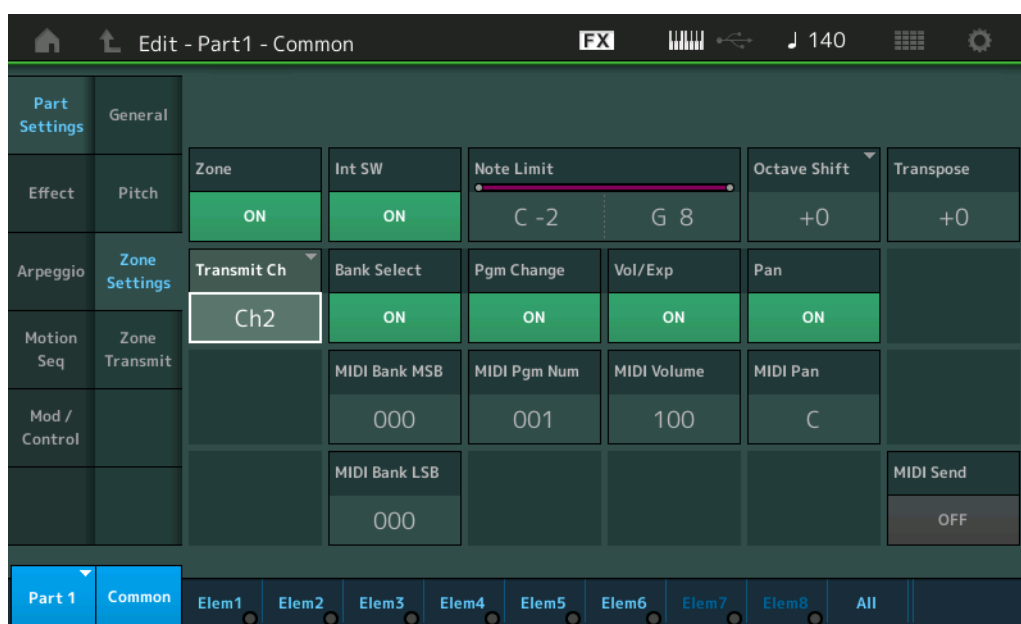 Edit - Part1 - Common FX 140
Part
Settings
General
Effect
Pitch
Arpeggio
Zone
Settings
Motion
Seq
Zone
Transmit
Mod /
Control
Zone Int SW Note Limit Octave Shift Transpose
ON ON C -2 G 8 +0 +0
Transmit Ch Bank Select Pgm Change Vol/Exp Pan
Ch2 ON ON ON ON
MIDI Bank MSB MIDI Pgm Num MIDI Volume MIDI Pan
000 001 100 C
MIDI Bank LSB MIDI Send
000 OFF
Part 1 Common Elem1 Elem2 Elem3 Elem4 Elem5 Elem6 Elem7 Elem8 All